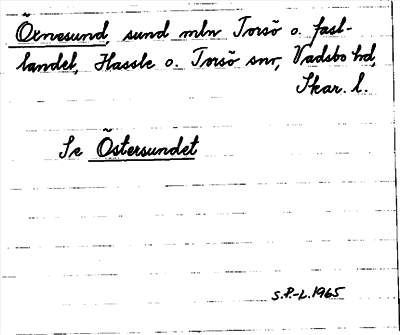 Örnesund, sund mln Torsö o. fast-
landet, Hassle o. Torsö snr, Vadsbo hd,
Skar. l.
Se Östersundet
S.P.-L. 1965